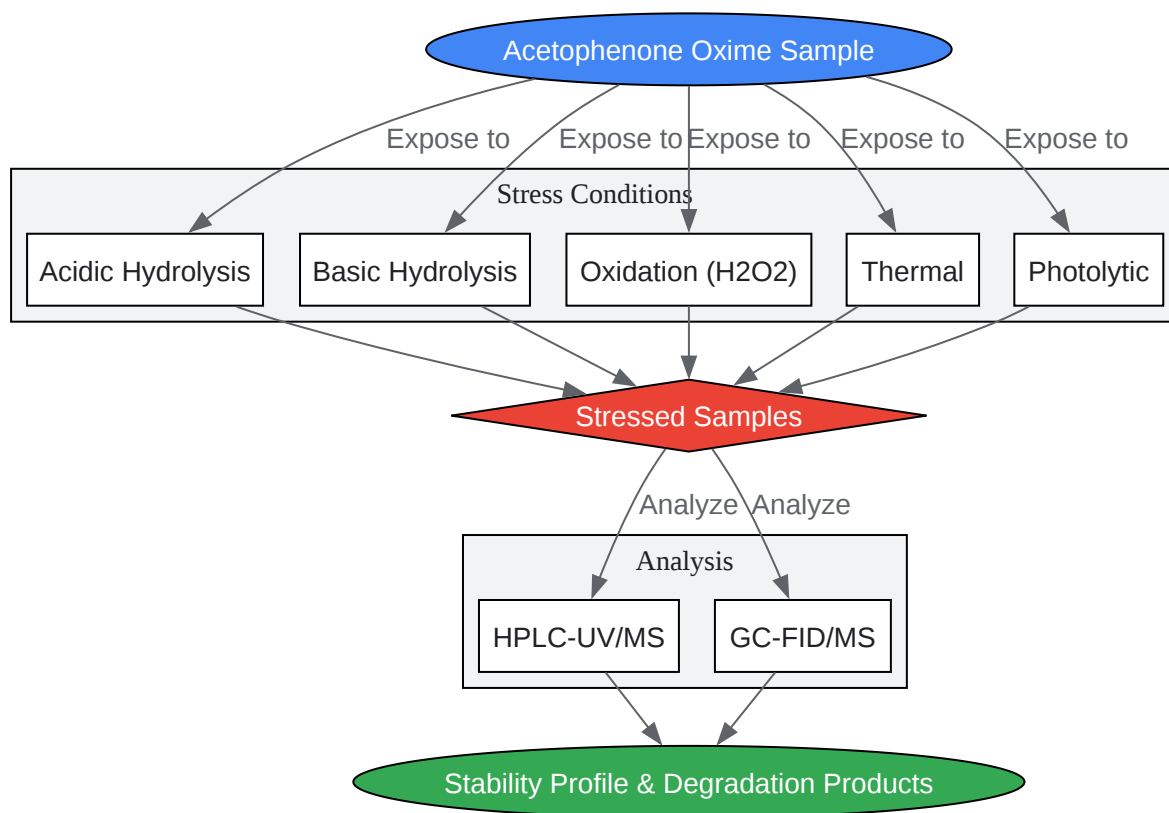 Acetophenone Oxime Sample
Expose to
Expose to
Expose to
Expose to
Expose to
Stress Conditions
Acidic Hydrolysis
Basic Hydrolysis
Oxidation (H2O2)
Thermal
Photolytic
Stressed Samples
Analyze
Analyze
Analysis
HPLC-UV/MS
GC-FID/MS
Stability Profile & Degradation Products